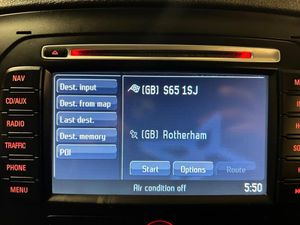 NAV
CD/AUX
RADIO
TRAFFIC
PHONE
MENU
Dest. input
Dest. from map
Last dest.
Dest. memory
POI
(GB) S65 1SJ
(GB) Rotherham
Start
Options
Route
Air condition off
5:50